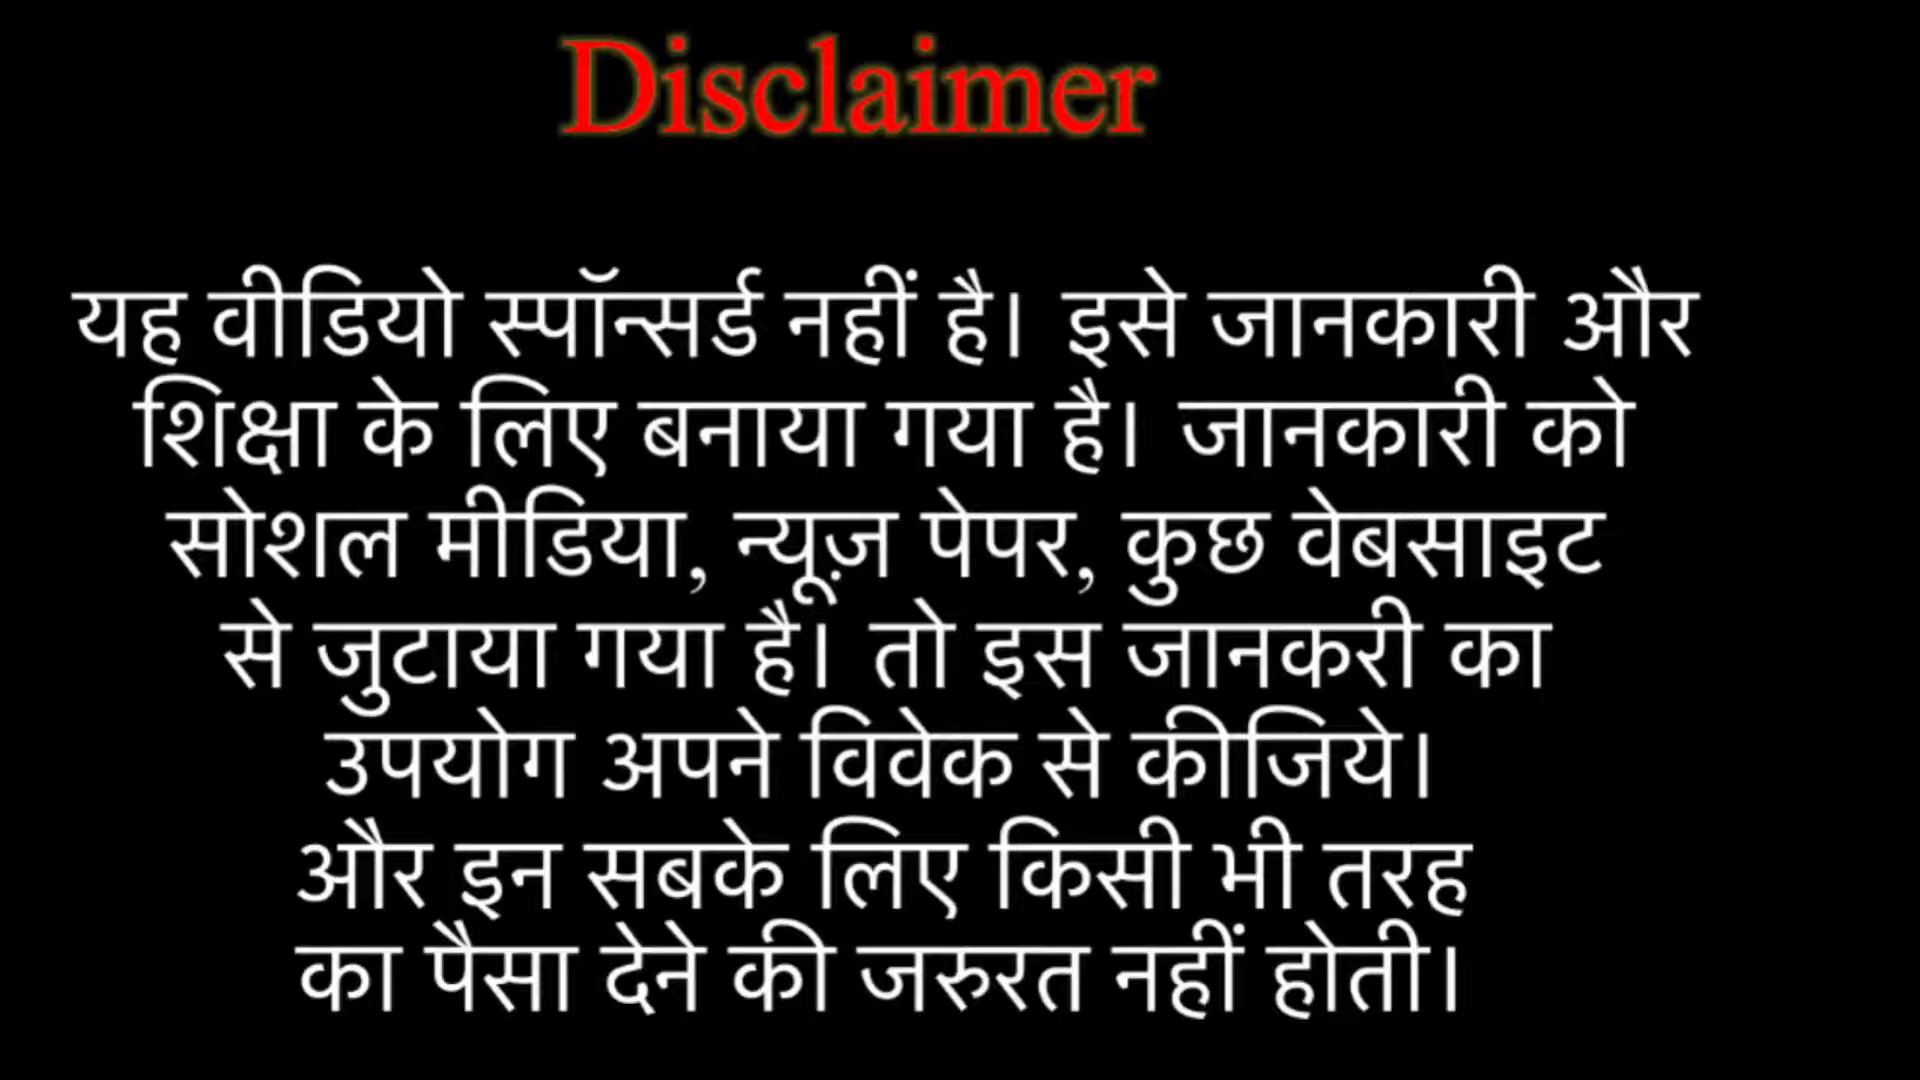 Disclaimer
यह वीडियो स्पॉन्सर्ड नहीं है। इसे जानकारी और
शिक्षा के लिए बनाया गया है। जानकारी को
सोशल मीडिया, न्यूज़ पेपर, कुछ वेबसाइट
से जुटाया गया है। तो इस जानकरी का
उपयोग अपने विवेक से कीजिये।
और इन सबके लिए किसी भी तरह
का पैसा देने की जरुरत नहीं होती।